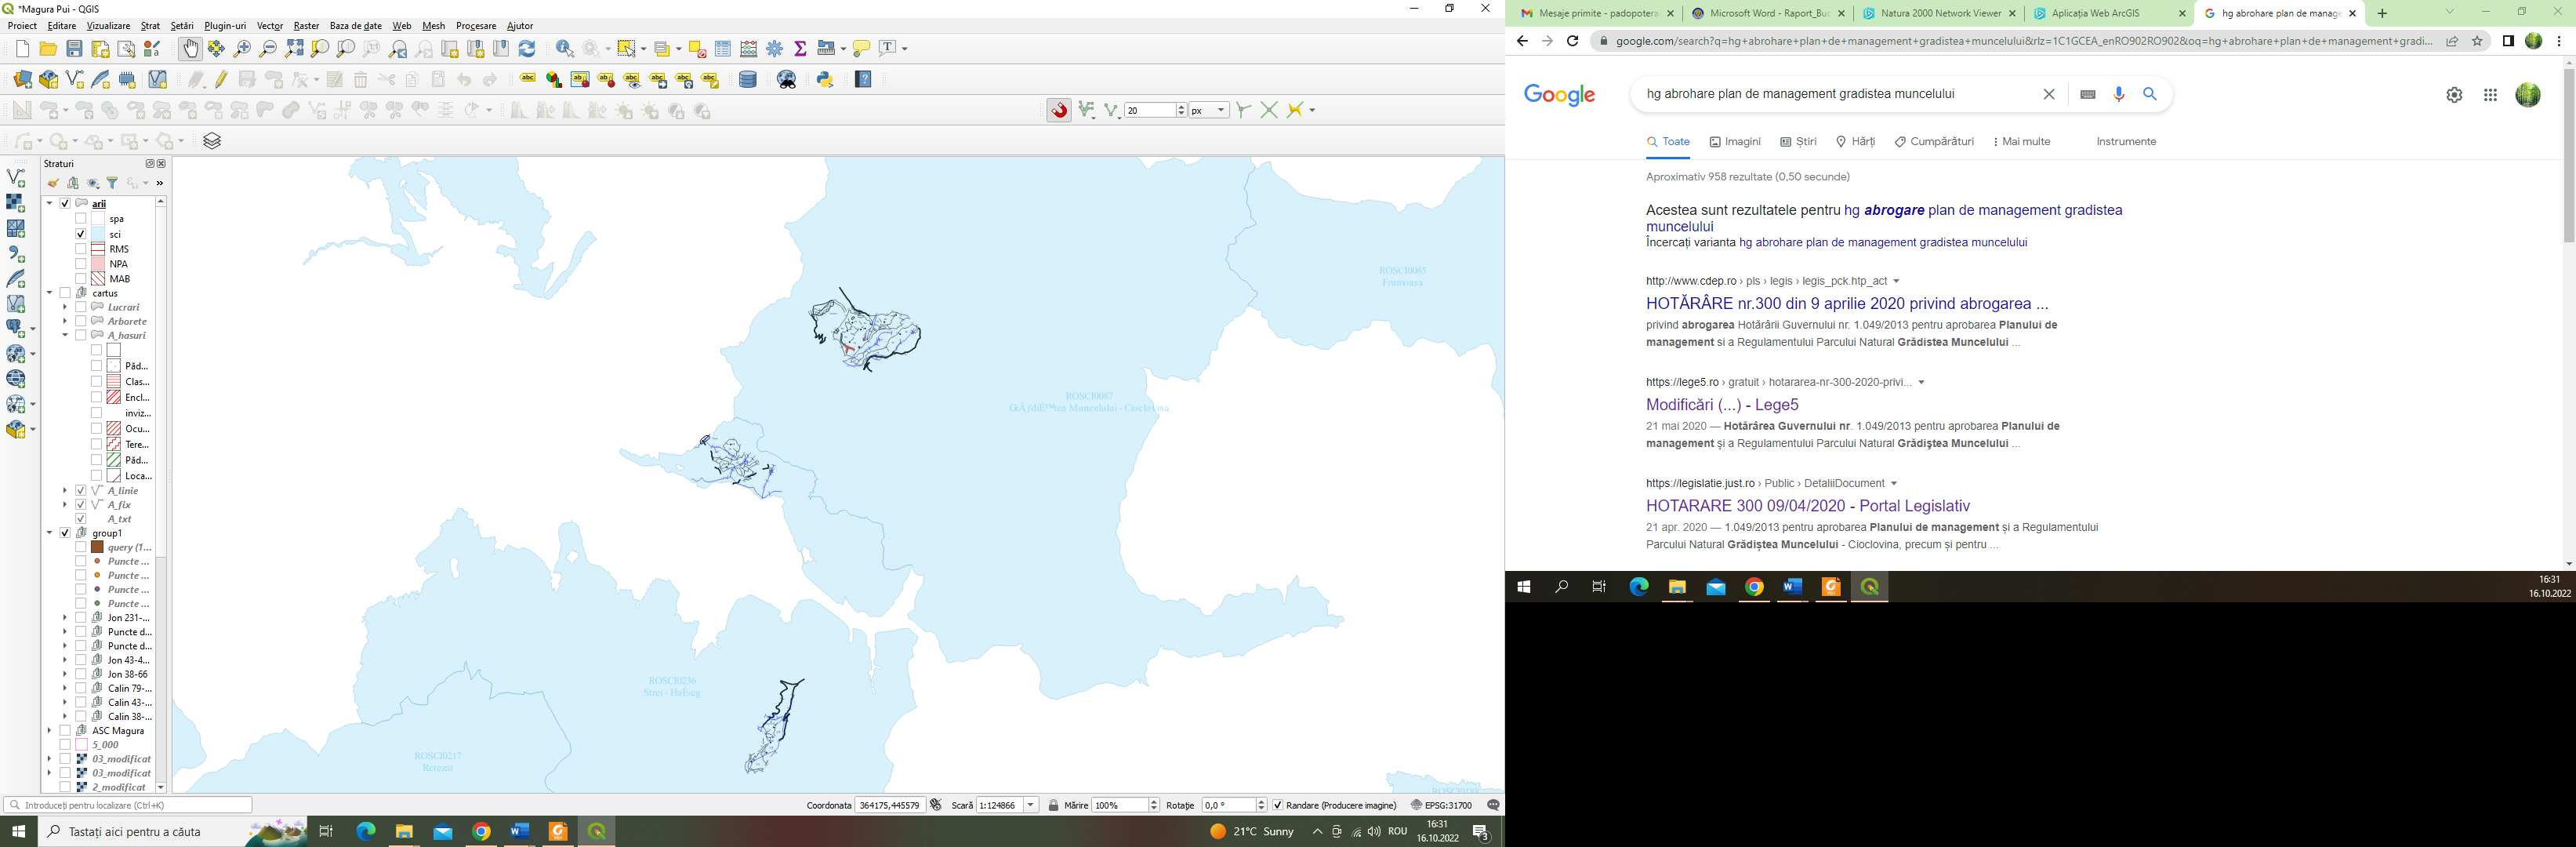 *Magura Pui - QGIS
Proiect Editare Vizualizare Strat Setări Plugin-uri Vector Raster Baza de date Web Mesh Procesare Ajutor
20 px
Straturi
arii
spa
sci
RMS
NPA
MAB
cartus
Lucrari
Arborete
A_hasuri
Păd...
Clas...
Encl...
inviz...
Ocu...
Tere...
Păd...
Loca...
A_linie
A_fix
A_txt
group1
query (1...
Puncte ...
Puncte ...
Puncte ...
Puncte ...
Jon 231-...
Puncte d...
Puncte d...
Jon 43-4...
Jon 38-66
Calin 79-...
Calin 43-...
Calin 38-...
ASC Magura
5_000
03_modificat
03_modificat
2_modificat
ROSCI0085
Frumoasa
ROSCI0087
Muncelului - Cioclovina
ROSCI0236
Strei -
ROSCI0217
Retezat
Introduceți pentru localizare (Ctrl+K)
Coordonata 364175,445579 Scară 1:124866 Mărire 100% Rotație 0,0 ° Randare (Producere imagine) EPSG:31700
Tastați aici pentru a căuta
21°C Sunny
ROU
16:31
16.10.2022
3
Mesaje primite - padopotera
Microsoft Word - Raport_Buc
Natura 2000 Network Viewer
Aplicația Web ArcGIS
hg abrohare plan de manage
google.com/search?q=hg+abrohare+plan+de+management+gradistea+muncelului&rlz=1C1GCEA_enRO902RO902&oq=hg+abrohare+plan+de+management+gradi...
Google
hg abrohare plan de management gradistea muncelului
Toate Imagini Știri Hărți Cumpărături Mai multe Instrumente
Aproximativ 958 rezultate (0,50 secunde)
Acestea sunt rezultatele pentru hg abrogare plan de management gradistea
muncelului
Încercați varianta hg abrohare plan de management gradistea muncelului
http://www.cdep.ro › pls › legis › legis_pck.htp_act
HOTĂRÂRE nr.300 din 9 aprilie 2020 privind abrogarea ...
privind abrogarea Hotărârii Guvernului nr. 1.049/2013 pentru aprobarea Planului de
management si a Regulamentului Parcului Natural Grădistea Muncelului ...
https://lege5.ro › gratuit › hotararea-nr-300-2020-privi...
Modificări (...) - Lege5
21 mai 2020 — Hotărârea Guvernului nr. 1.049/2013 pentru aprobarea Planului de
management şi a Regulamentului Parcului Natural Grădiştea Muncelului ...
https://legislatie.just.ro › Public › DetaliiDocument
HOTARARE 300 09/04/2020 - Portal Legislativ
21 apr. 2020 — 1.049/2013 pentru aprobarea Planului de management și a Regulamentului
Parcului Natural Grădiștea Muncelului - Cioclovina, precum și pentru ...
16:31
16.10.2022